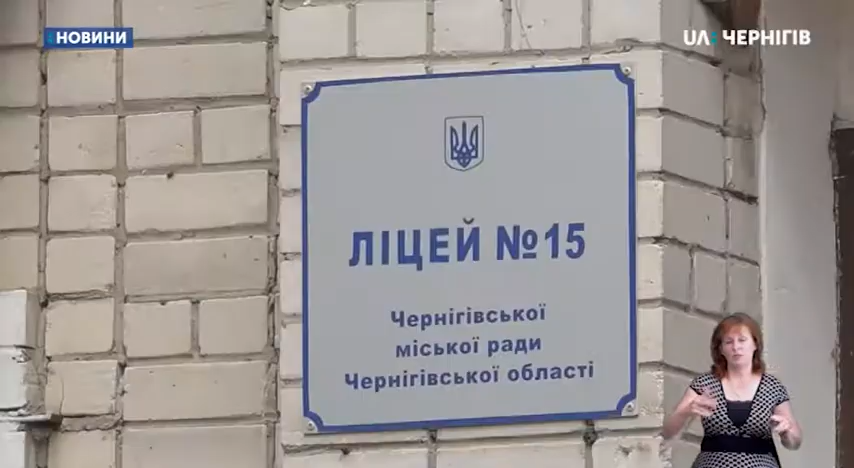 НОВИНИ
UA: ЧЕРНІГІВ
ЛІЦЕЙ №15
Чернігівської
міської ради
Чернігівської області